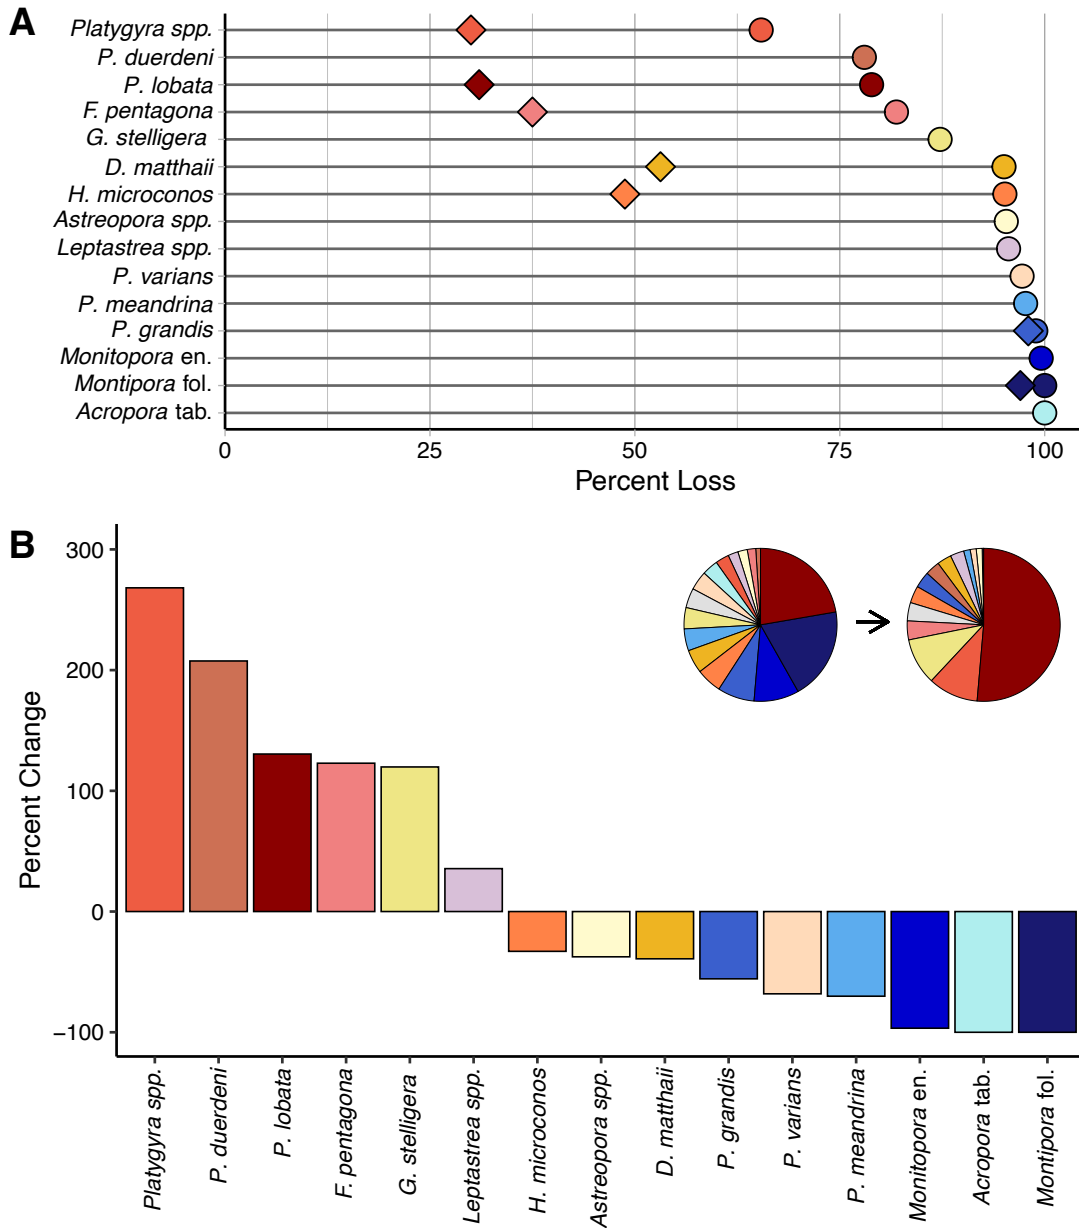 A
Platygyra spp.
P. duerdeni
P. lobata
F. pentagona
G. stelligera
D. matthaii
H. microconos
Astreopora spp.
Leptastrea spp.
P. varians
P. meandrina
P. grandis
Monitopora en.
Montipora fol.
Acropora tab.
0 25 50 75 100
Percent Loss
B
300
200
100
0
−100
Percent Change
Platygyra spp.
P. duerdeni
P. lobata
F. pentagona
G. stelligera
Leptastrea spp.
H. microconos
Astreopora spp.
D. matthaii
P. grandis
P. varians
P. meandrina
Monitopora en.
Acropora tab.
Montipora fol.